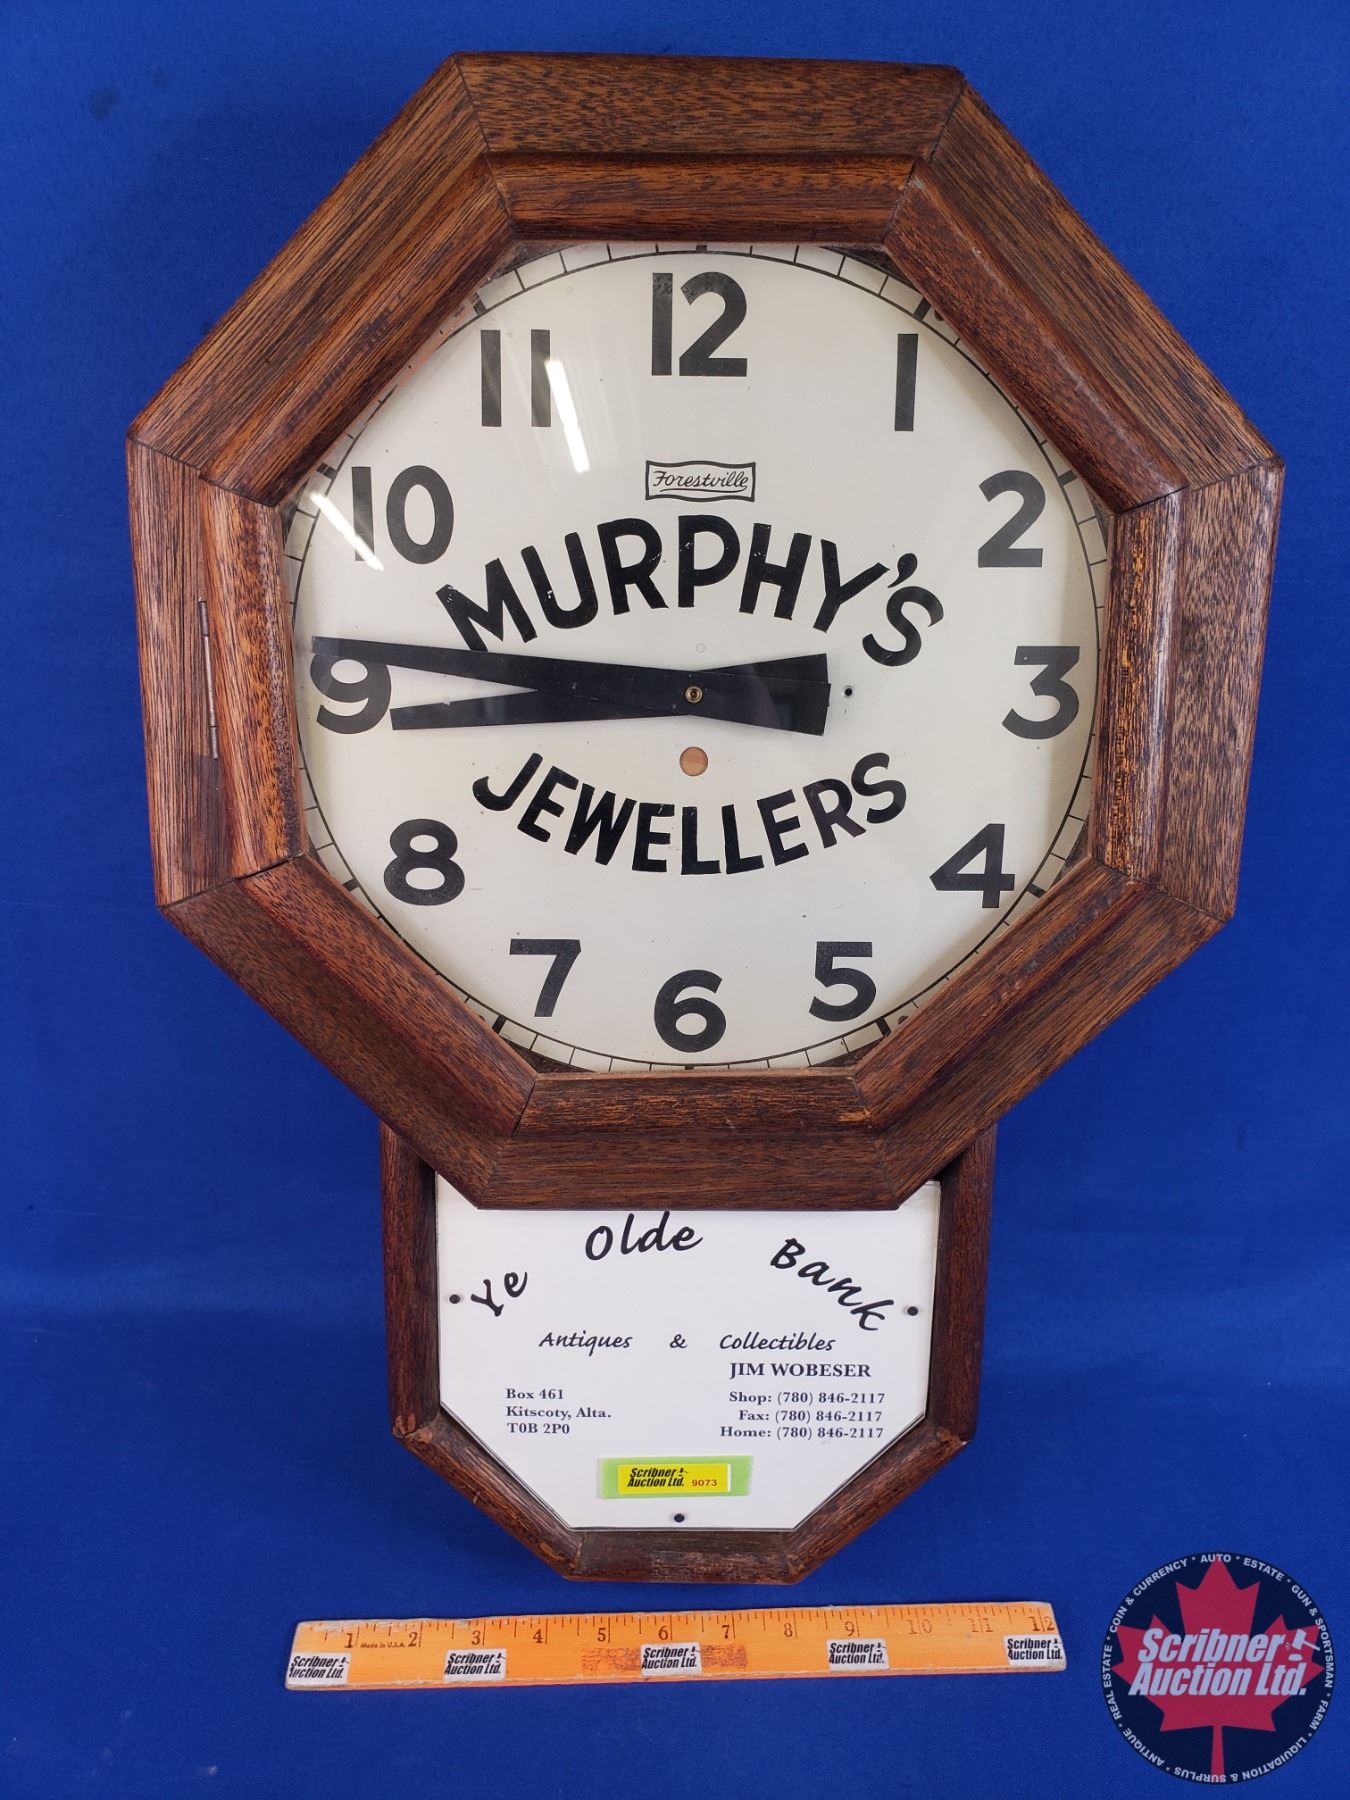 12
11
1
Forestville
10
2
MURPHY'S
9
3
JEWELLERS
8
4
7
5
6
Ye Olde Bank
Antiques & Collectibles
JIM WOBESER
Box 461
Kitscoty, Alta.
T0B 2P0
Shop: (780) 846-2117
Fax: (780) 846-2117
Home: (780) 846-2117
Scribner
Auction Ltd. 9073
1 2 3 4 5 6 7 8 9 10 11 12
Made in U.S.A.
Scribner
Auction Ltd.
Scribner
Auction Ltd.
Scribner
Auction Ltd.
Scribner
Auction Ltd.
Scribner
Auction Ltd.
COIN & CURRENCY * AUTO * ESTATE * GUN & SPORTSMAN * FARM * LIQUIDATION & SURPLUS * ANTIQUE * REAL ESTATE *
Scribner
Auction Ltd.